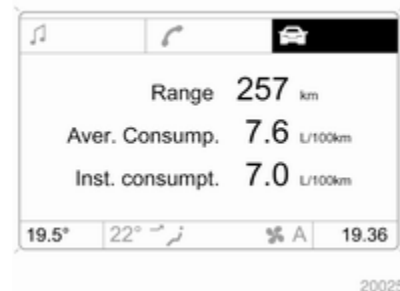 Range 257 km
Aver. Consump. 7.6 L/100km
Inst. consumpt. 7.0 L/100km
19.5° 22° A 19.36
20025